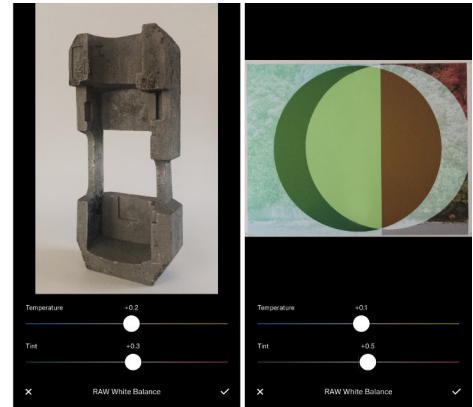 Temperature
+0.2
Tint
+0.3
✕ RAW White Balance ✓
Temperature
+0.1
Tint
+0.5
✕ RAW White Balance ✓